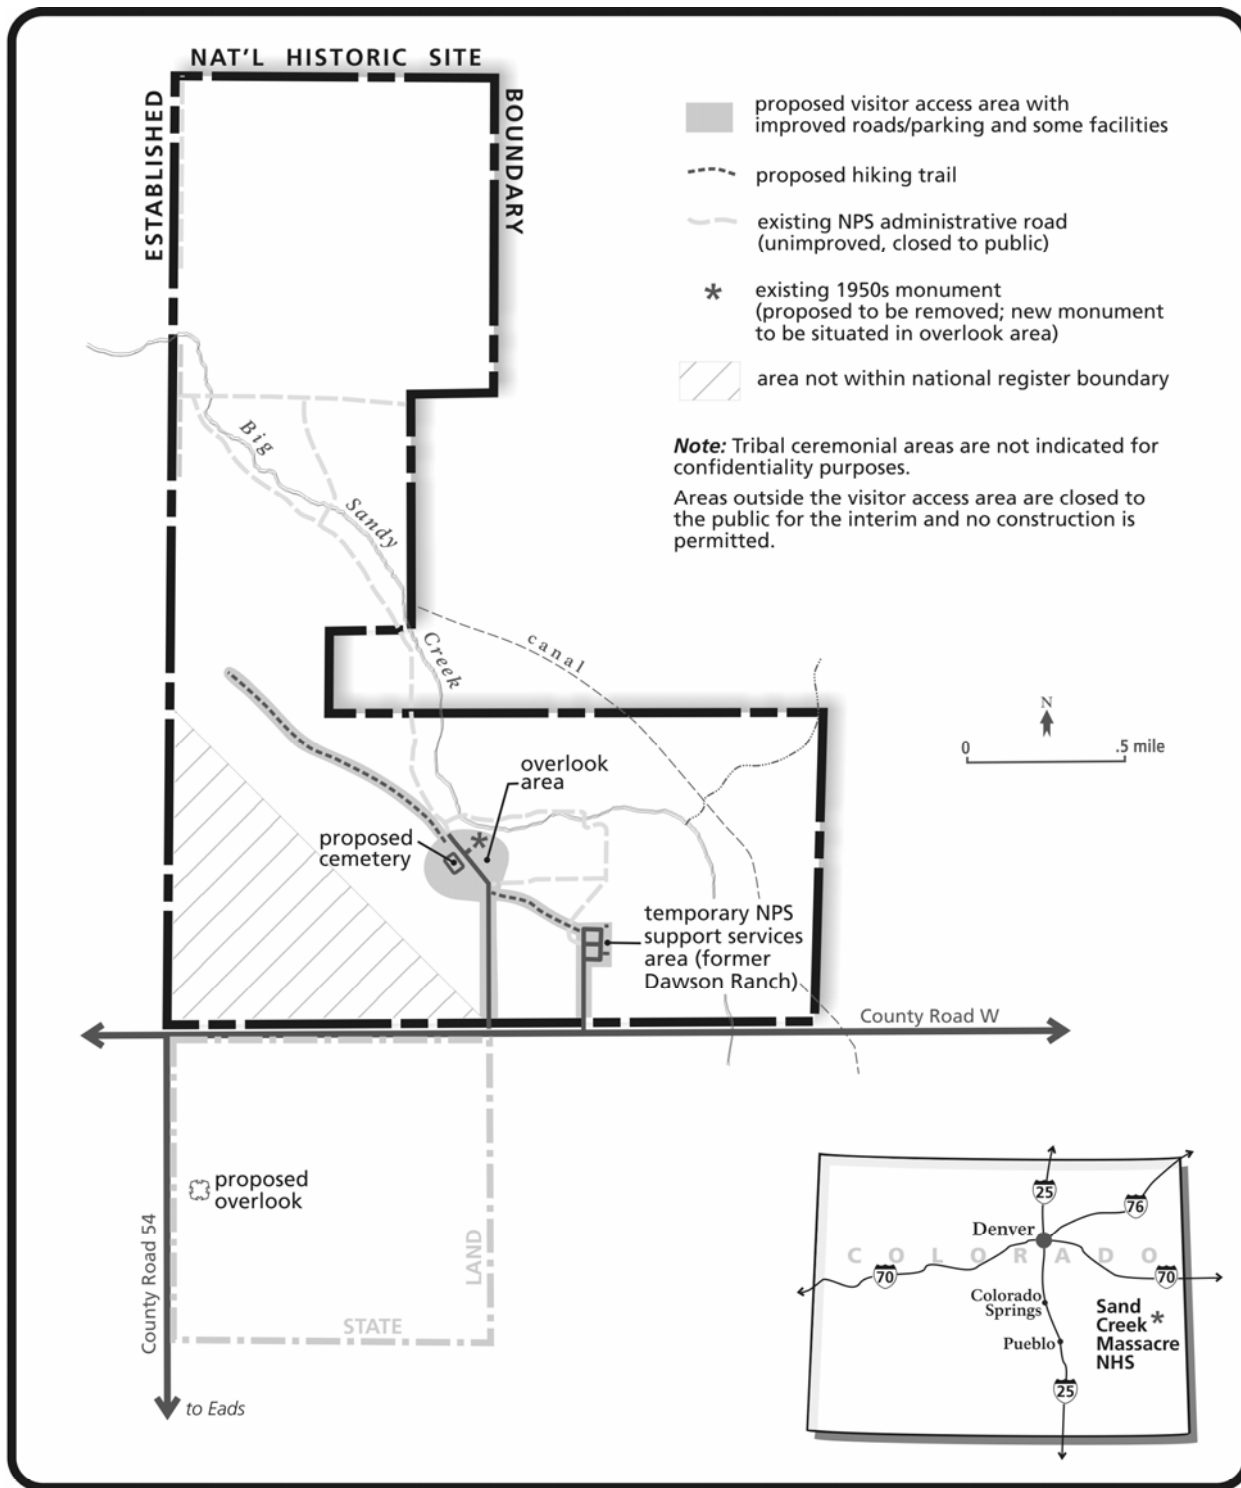 NAT'L HISTORIC SITE
ESTABLISHED
BOUNDARY
proposed visitor access area with
improved roads/parking and some facilities
proposed hiking trail
existing NPS administrative road
(unimproved, closed to public)
existing 1950s monument
(proposed to be removed; new monument
to be situated in overlook area)
area not within national register boundary
Note: Tribal ceremonial areas are not indicated for
confidentiality purposes.
Areas outside the visitor access area are closed to
the public for the interim and no construction is
permitted.
Big
Sandy
Creek
canal
N
0 .5 mile
overlook
area
proposed
cemetery
temporary NPS
support services
area (former
Dawson Ranch)
County Road W
proposed
overlook
County Road 54
LAND
STATE
to Eads
25
76
Denver
COLORADO
70
70
Colorado
Springs
Sand
Creek
Massacre
NHS
Pueblo
25